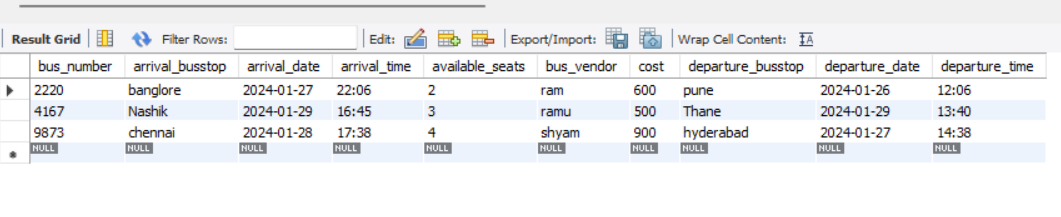 Result Grid Filter Rows: Edit: Export/Import: Wrap Cell Content: IA
bus_number arrival_busstop arrival_date arrival_time available_seats bus_vendor cost departure_busstop departure_date departure_time
2220 banglore 2024-01-27 22:06 2 ram 600 pune 2024-01-26 12:06
4167 Nashik 2024-01-29 16:45 3 ramu 500 Thane 2024-01-29 13:40
9873 chennai 2024-01-28 17:38 4 shyam 900 hyderabad 2024-01-27 14:38
NULL NULL NULL NULL NULL NULL NULL NULL NULL NULL